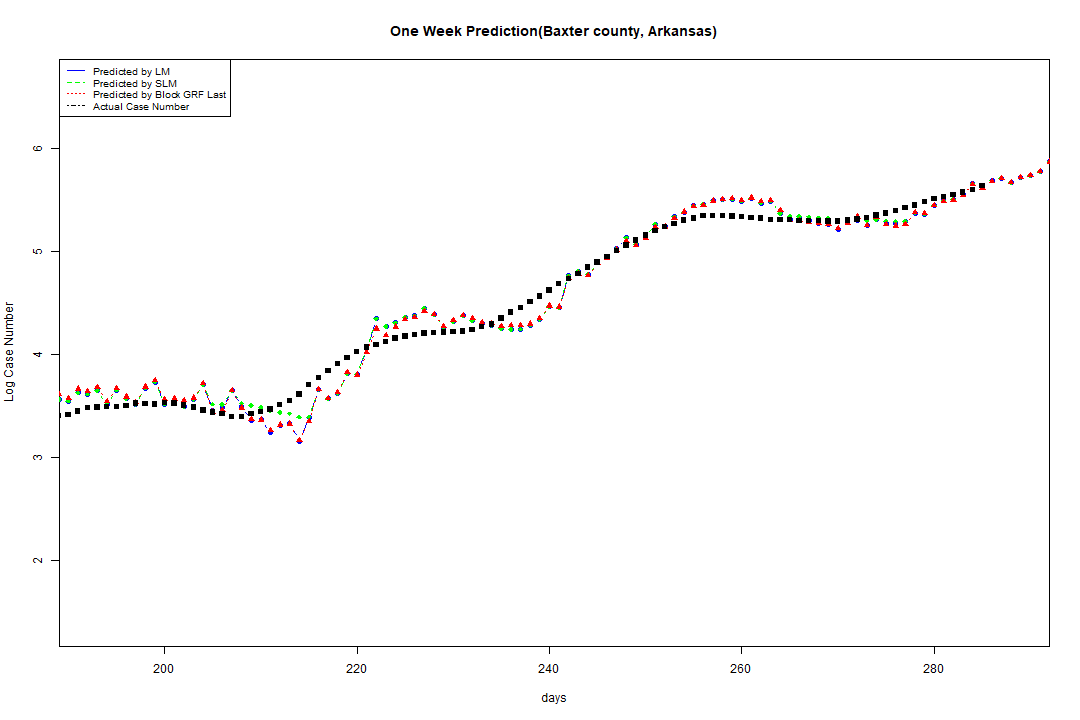 One Week Prediction(Baxter county, Arkansas)
Predicted by LM
Predicted by SLM
Predicted by Block GRF Last
Actual Case Number
6
5
4
3
2
Log Case Number
200 220 240 260 280
days